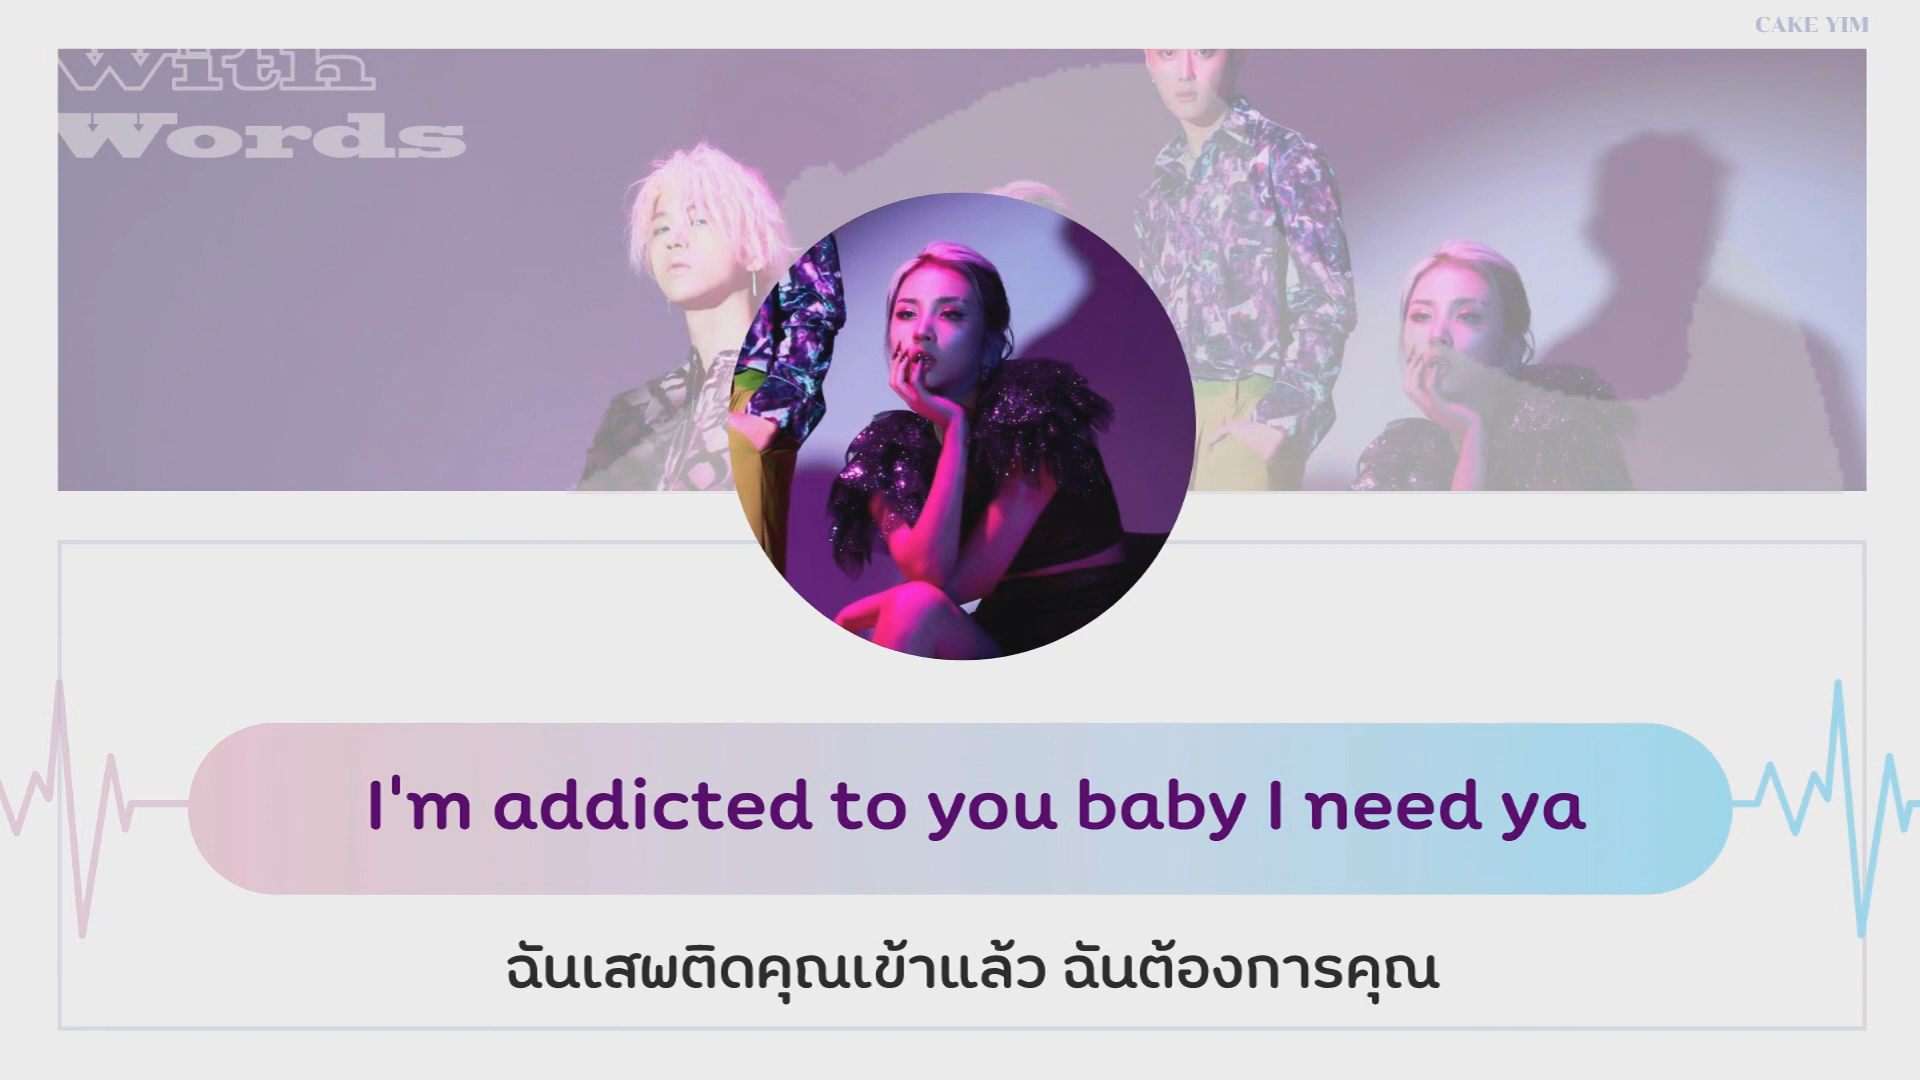 CAKE YIM
With
Words
I'm addicted to you baby I need ya
ฉันเสพติดคุณเข้าแล้ว ฉันต้องการคุณ